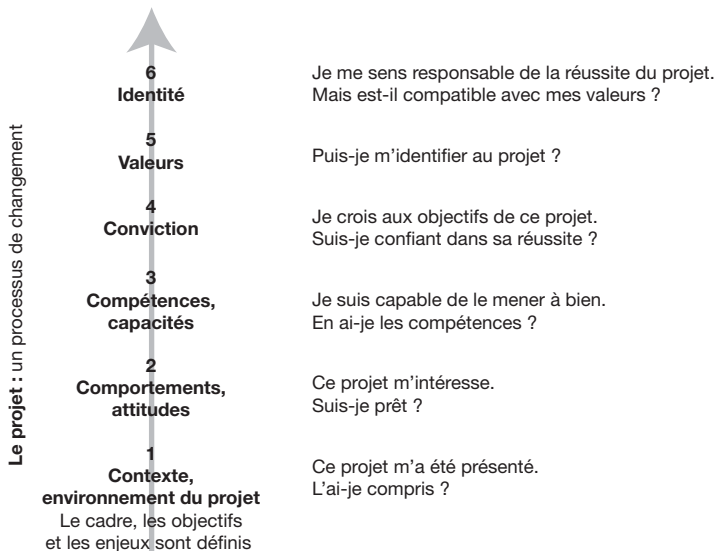 6
Identité
Je me sens responsable de la réussite du projet.
Mais est-il compatible avec mes valeurs ?
5
Valeurs
Puis-je m’identifier au projet ?
4
Conviction
Je crois aux objectifs de ce projet.
Suis-je confiant dans sa réussite ?
3
Compétences,
capacités
Je suis capable de le mener à bien.
En ai-je les compétences ?
2
Comportements,
attitudes
Ce projet m’intéresse.
Suis-je prêt ?
1
Contexte,
environnement du projet
Le cadre, les objectifs
et les enjeux sont définis
Ce projet m’a été présenté.
L’ai-je compris ?
Le projet : un processus de changement